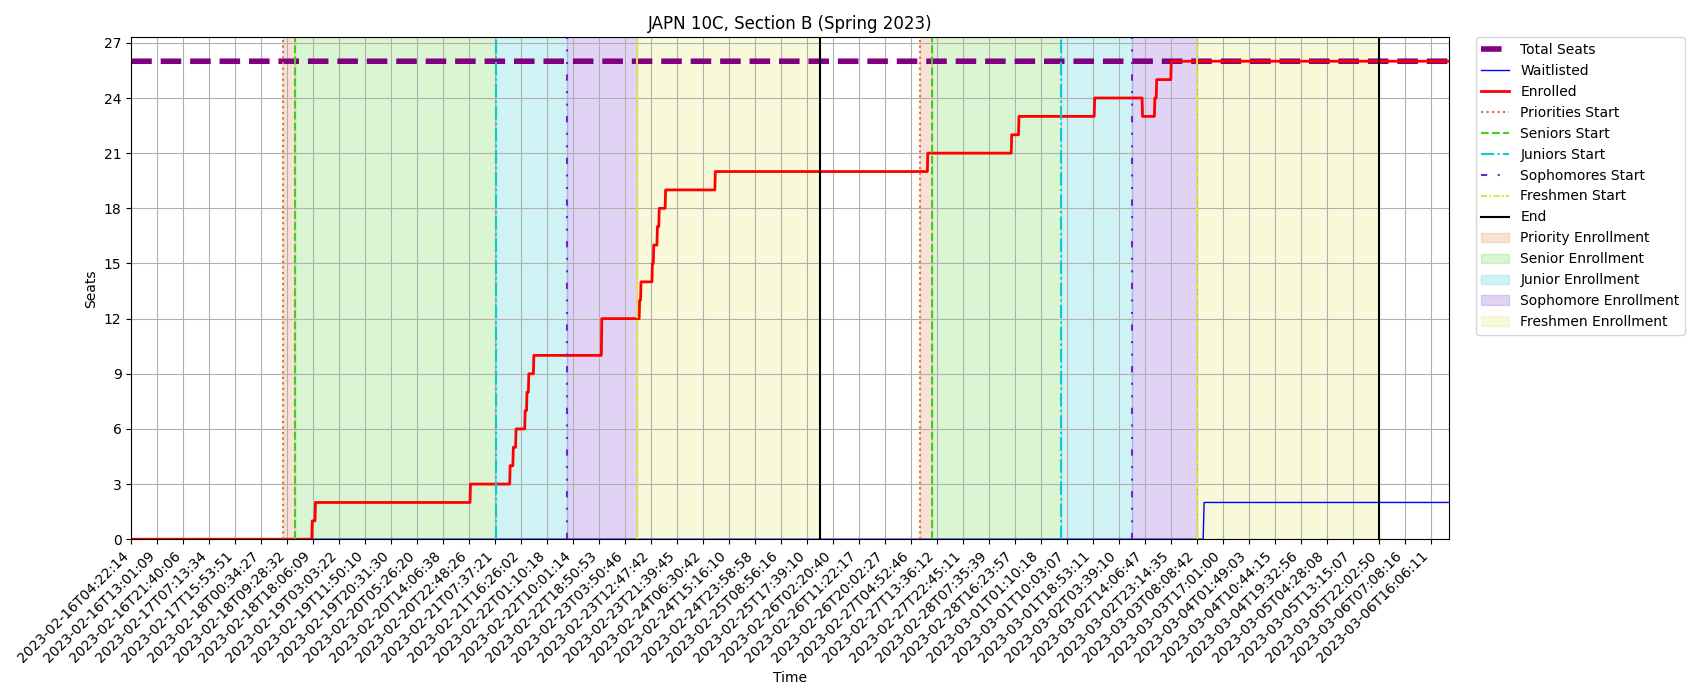 JAPN 10C, Section B (Spring 2023)
27
24
21
18
15
12
9
6
3
0
Seats
2023-02-16T04:22:14
2023-02-16T13:01:09
2023-02-16T21:40:06
2023-02-17T07:13:34
2023-02-17T15:53:51
2023-02-18T00:34:27
2023-02-18T09:28:32
2023-02-18T18:06:09
2023-02-19T03:03:22
2023-02-19T11:50:10
2023-02-19T20:31:30
2023-02-20T05:26:20
2023-02-20T14:06:38
2023-02-20T22:48:26
2023-02-21T07:37:21
2023-02-21T16:26:02
2023-02-22T01:10:18
2023-02-22T10:01:14
2023-02-22T18:50:53
2023-02-23T03:50:46
2023-02-23T12:47:42
2023-02-23T21:39:45
2023-02-24T06:30:42
2023-02-24T15:16:10
2023-02-24T23:58:58
2023-02-25T08:56:16
2023-02-25T17:39:10
2023-02-26T02:20:40
2023-02-26T11:22:17
2023-02-26T20:02:27
2023-02-27T04:52:46
2023-02-27T13:36:12
2023-02-27T22:45:11
2023-02-28T07:35:39
2023-02-28T16:23:57
2023-03-01T01:10:18
2023-03-01T10:03:07
2023-03-01T18:53:11
2023-03-02T03:39:10
2023-03-02T14:06:47
2023-03-02T23:14:35
2023-03-03T08:08:42
2023-03-03T17:01:00
2023-03-04T01:49:03
2023-03-04T10:44:15
2023-03-04T19:32:56
2023-03-05T04:28:08
2023-03-05T13:15:07
2023-03-05T22:02:50
2023-03-06T07:08:16
2023-03-06T16:06:11
Time
Total Seats
Waitlisted
Enrolled
Priorities Start
Seniors Start
Juniors Start
Sophomores Start
Freshmen Start
End
Priority Enrollment
Senior Enrollment
Junior Enrollment
Sophomore Enrollment
Freshmen Enrollment